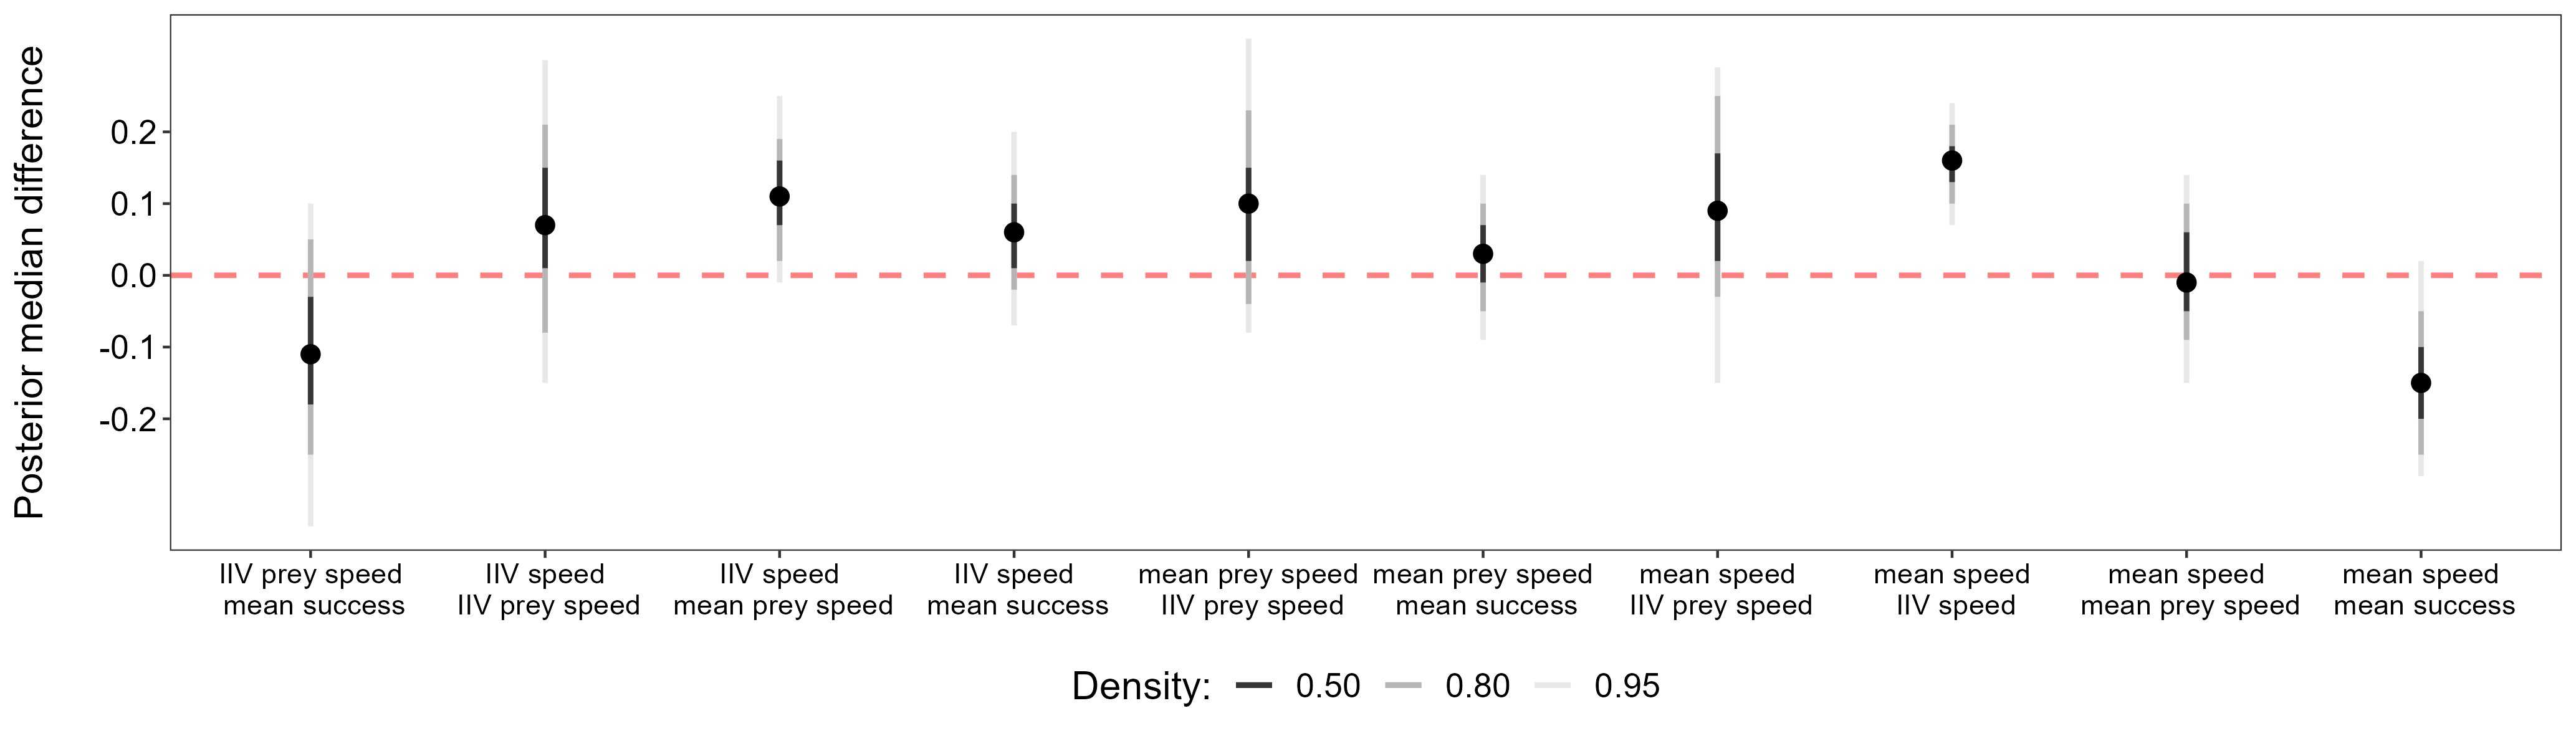 Posterior median difference
0.2
0.1
0.0
-0.1
-0.2
IIV prey speed
mean success
IIV speed
IIV prey speed
IIV speed
mean prey speed
IIV speed
mean success
mean prey speed
IIV prey speed
mean prey speed
mean success
mean speed
IIV prey speed
mean speed
IIV speed
mean speed
mean prey speed
mean speed
mean success
Density: 0.50 0.80 0.95